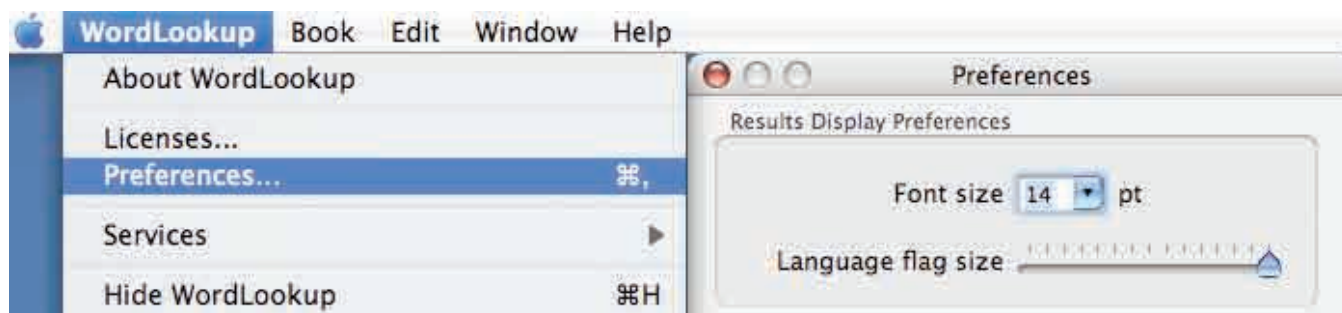 WordLookup Book Edit Window Help
About WordLookup
Licenses...
Preferences... ⌘,
Services
Hide WordLookup ⌘H
Preferences
Results Display Preferences
Font size 14 pt
Language flag size